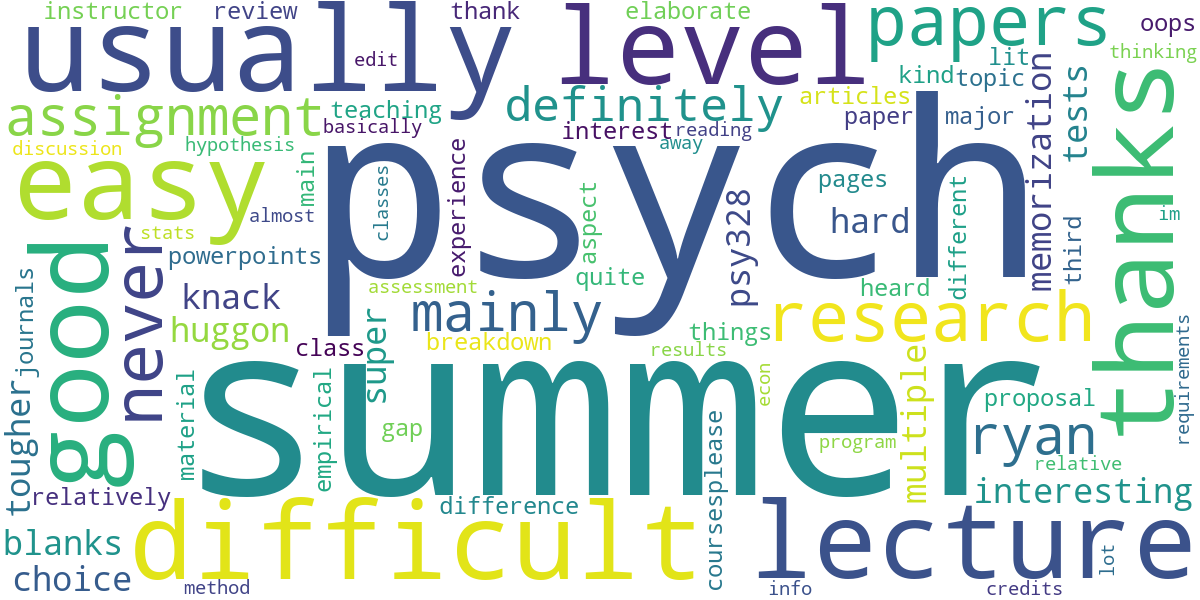 instructor
review
thank
elaborate
papers
oops
usually
level
edit
lit
thinking
kind
topic
assignment
teaching
definitely
articles
paper
major
memorization
tests
thanks
basically
interest
reading
discussion
hypothesis
away
easy
psych
main
experience
classes
aspect
pages
hard
different
third
im
almost
stats
good
never
powerpoints
psy328
quite
heard
journals
knack
assessment
mainly
research
huggon
breakdown
things
class
super
results
requirements
tougher
material
empirical
summer
econ
multiple
proposal
gap
program
ryan
relative
relatively
difference
coursesplease
interesting
blanks
difficult
lecture
lot
choice
method
info
credits